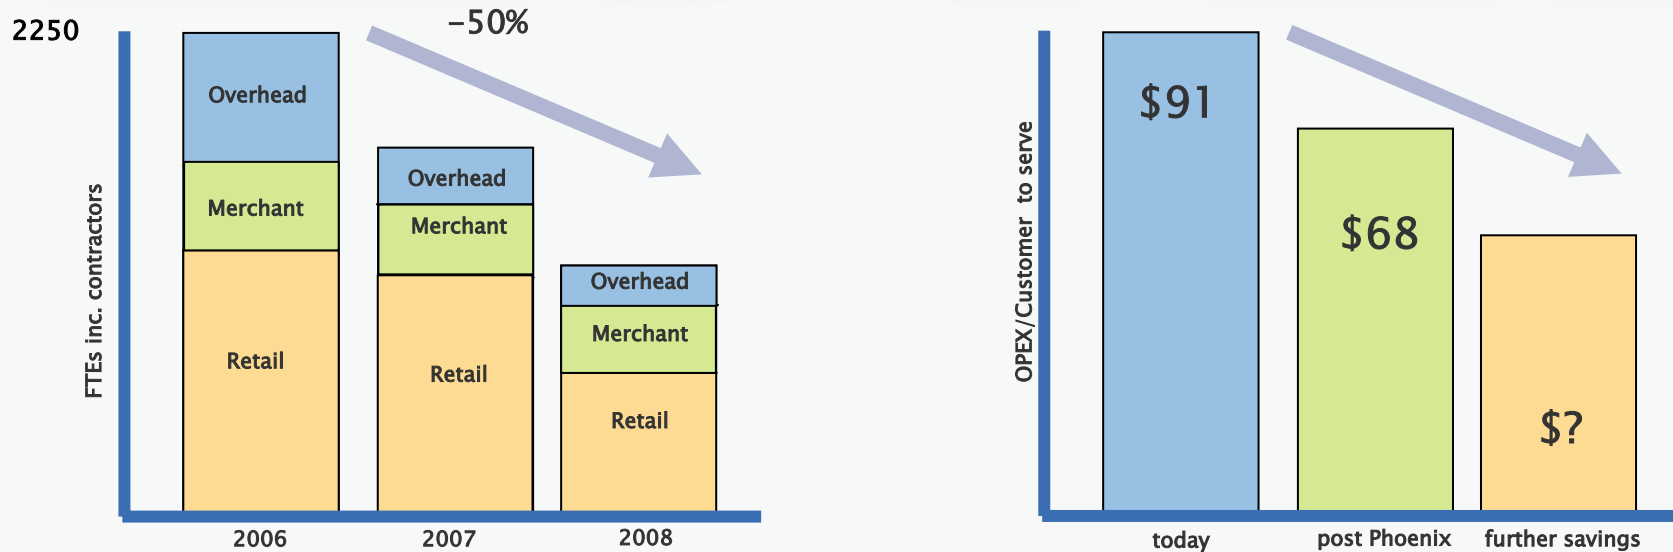 2250
-50%
FTEs inc. contractors
Overhead
Merchant
Retail
Overhead
Merchant
Retail
Overhead
Merchant
Retail
2006
2007
2008
OPEX/Customer to serve
$91
$68
$?
today
post Phoenix
further savings